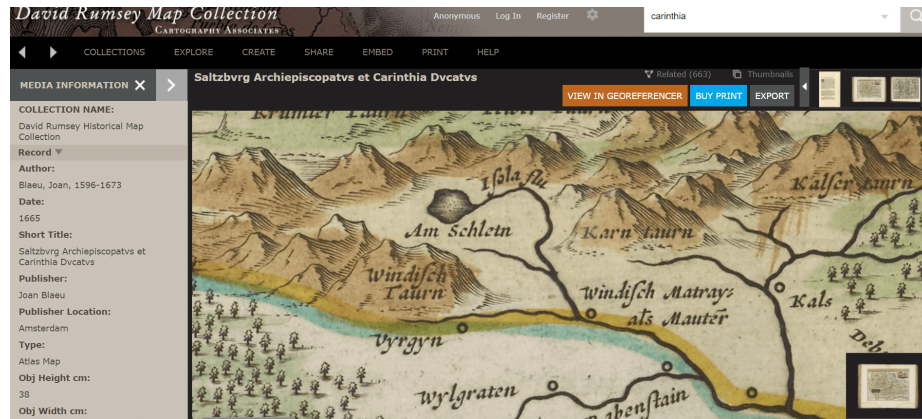 David Rumsey Map Collection
CARTOGRAPHY ASSOCIATES
Anonymous Log In Register
carinthia
COLLECTIONS EXPLORE CREATE SHARE EMBED PRINT HELP
MEDIA INFORMATION
COLLECTION NAME:
David Rumsey Historical Map
Collection
Record
Author:
Blaeu, Joan, 1596-1673
Date:
1665
Short Title:
Saltzbvrg Archiepiscopatvs et
Carinthia Dvcatvs
Publisher:
Joan Blaeu
Publisher Location:
Amsterdam
Type:
Atlas Map
Obj Height cm:
38
Obj Width cm:
Saltzbvrg Archiepiscopatvs et Carinthia Dvcatvs
Related (663) Thumbnails
VIEW IN GEOREFERENCER BUY PRINT EXPORT
Krumler Taurn
Iſola flu
Kalſer taurn
Am Schletn
Karn taurn
Windiſch
Taurn
Windiſch Matray:
als Mauter
Kals
Vyrgyn
Deb
Wylgraten